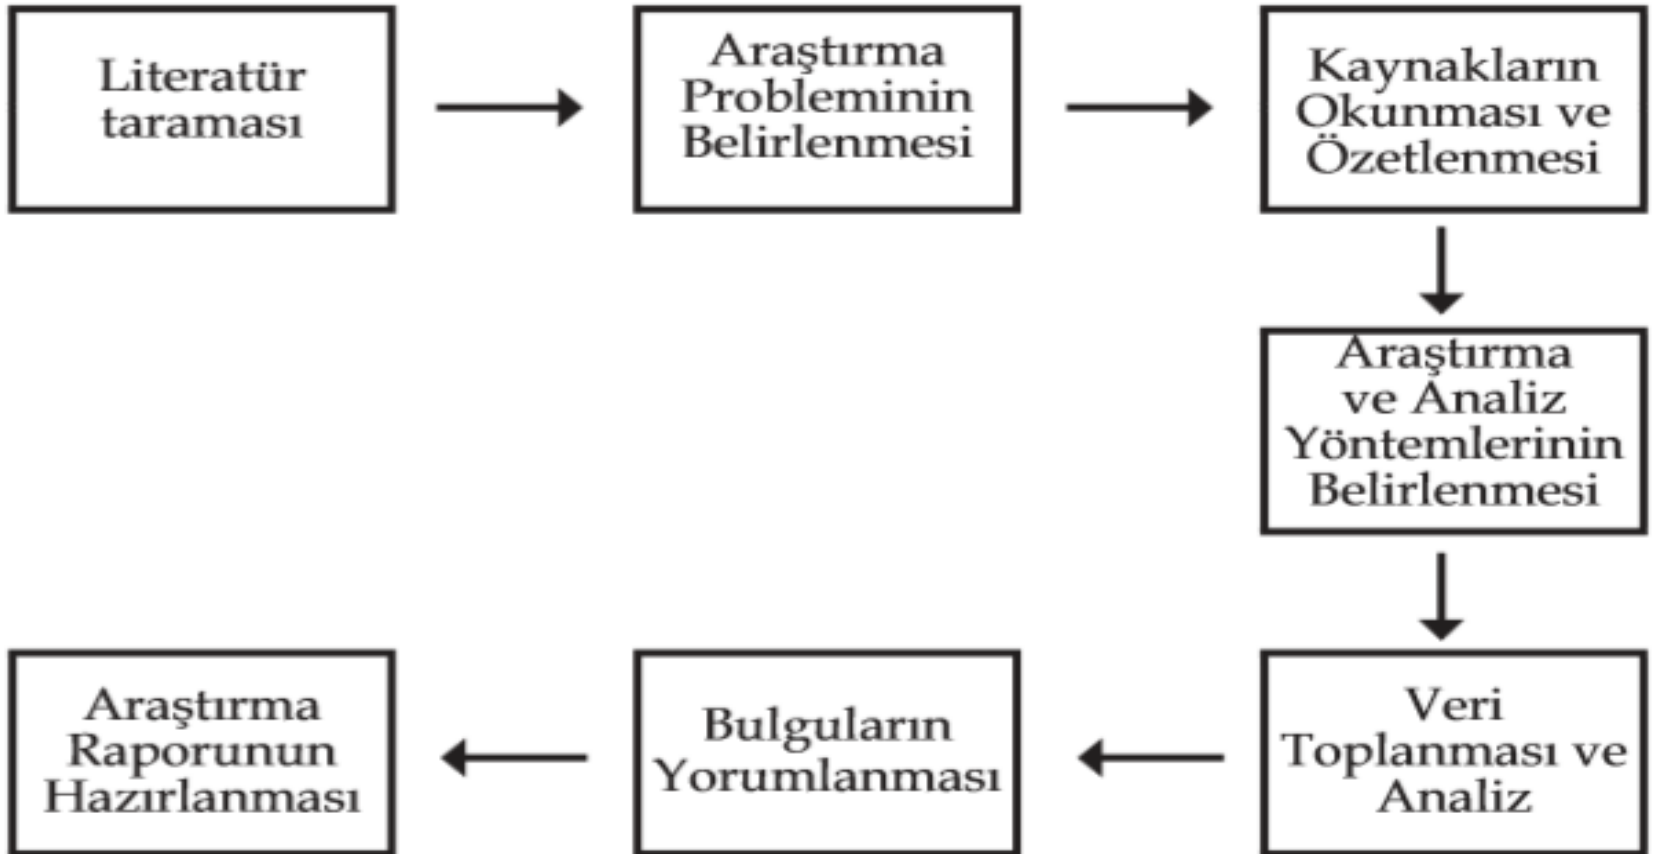 Literatür
taraması
Araştırma
Probleminin
Belirlenmesi
Kaynakların
Okunması ve
Özetlenmesi
Araştırma
ve Analiz
Yöntemlerinin
Belirlenmesi
Veri
Toplanması ve
Analiz
Bulguların
Yorumlanması
Araştırma
Raporunun
Hazırlanması